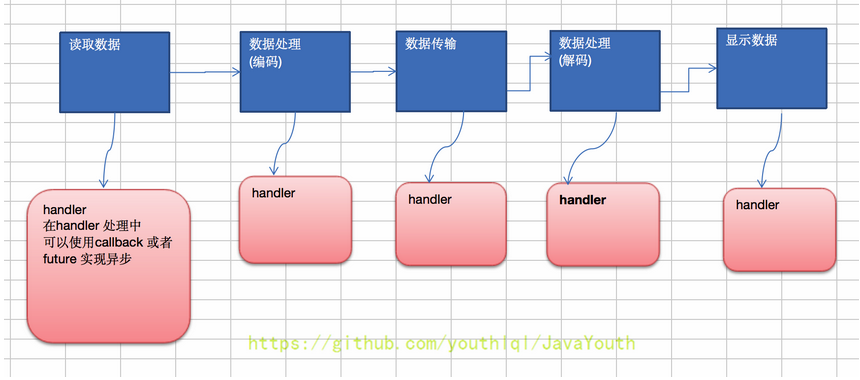 读取数据
数据处理
(编码)
数据传输
数据处理
(解码)
显示数据
handler
在handler 处理中
可以使用callback 或者
future 实现异步
handler
handler
handler
handler
https://github.com/youthlql/JavaYouth